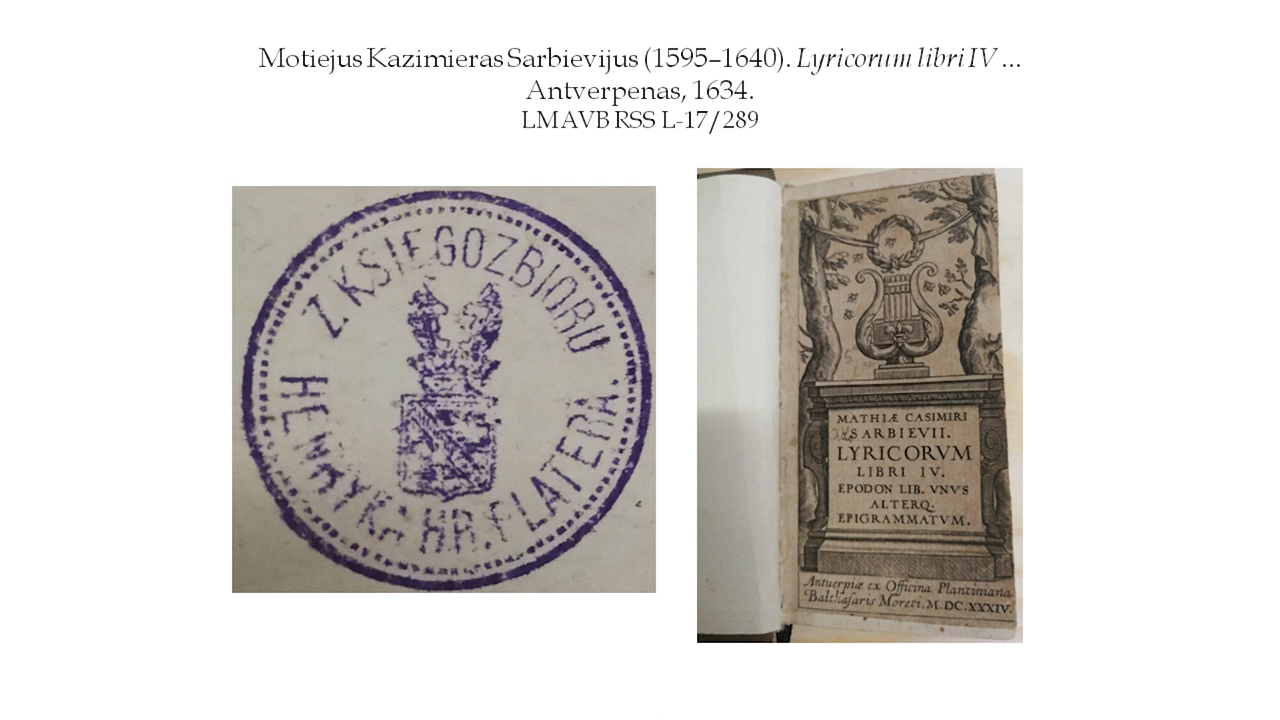 Motiejus Kazimieras Sarbievijus (1595–1640). Lyricorum libri IV ...
Antverpenas, 1634.
LMAVB RSS L-17/289
Z KSIEGOZBIORU
HENRYKA HR. PLATERA.
MATHIÆ CASIMIRI
SARBIEVII.
LYRICORVM
LIBRI IV.
EPODON LIB. VNVS
ALTERQ.
EPIGRAMMATVM.
Antuerpiæ ex Officina Plantiniana
Balthasaris Moreti. M. DC. XXXIV.